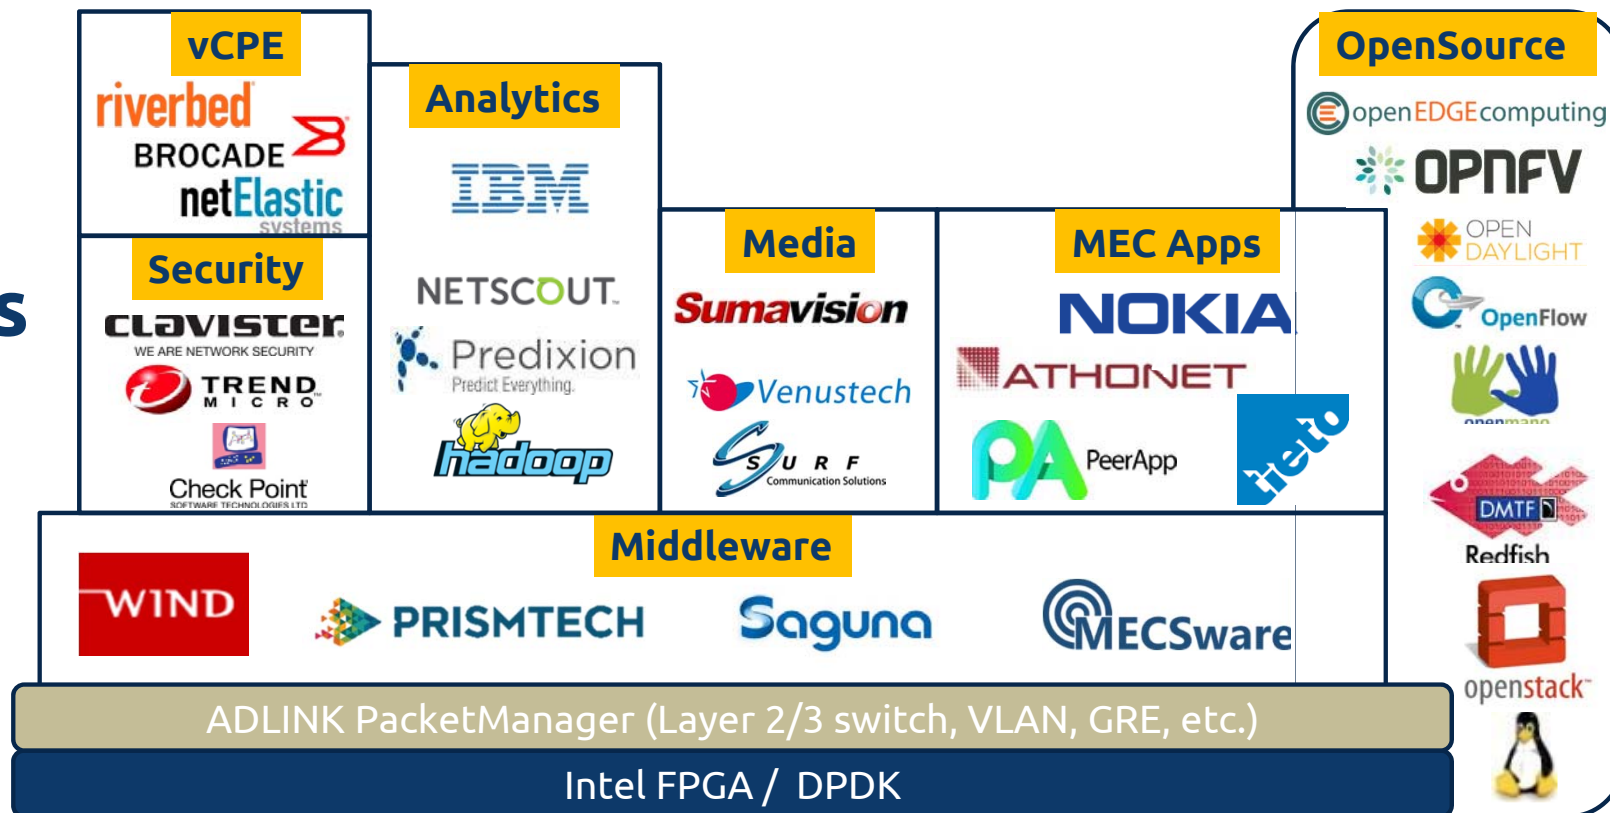 vCPE
riverbed
BROCADE
netElastic
systems
Security
CLAVISTER
WE ARE NETWORK SECURITY
TREND
MICRO
Check Point
SOFTWARE TECHNOLOGIES LTD
Analytics
IBM
NETSCOUT
Predixion
Predict Everything.
hadoop
Media
Sumavision
Venustech
SURF
Communication Solutions
MEC Apps
NOKIA
ATHONET
PA PeerApp
OpenSource
openEDGEcomputing
OPNFV
OPEN
DAYLIGHT
OpenFlow
openmano
DMTF
Redfish
openstack
s
Middleware
WIND
PRISMTECH
Saguna
MECSware
ADLINK PacketManager (Layer 2/3 switch, VLAN, GRE, etc.)
Intel FPGA / DPDK